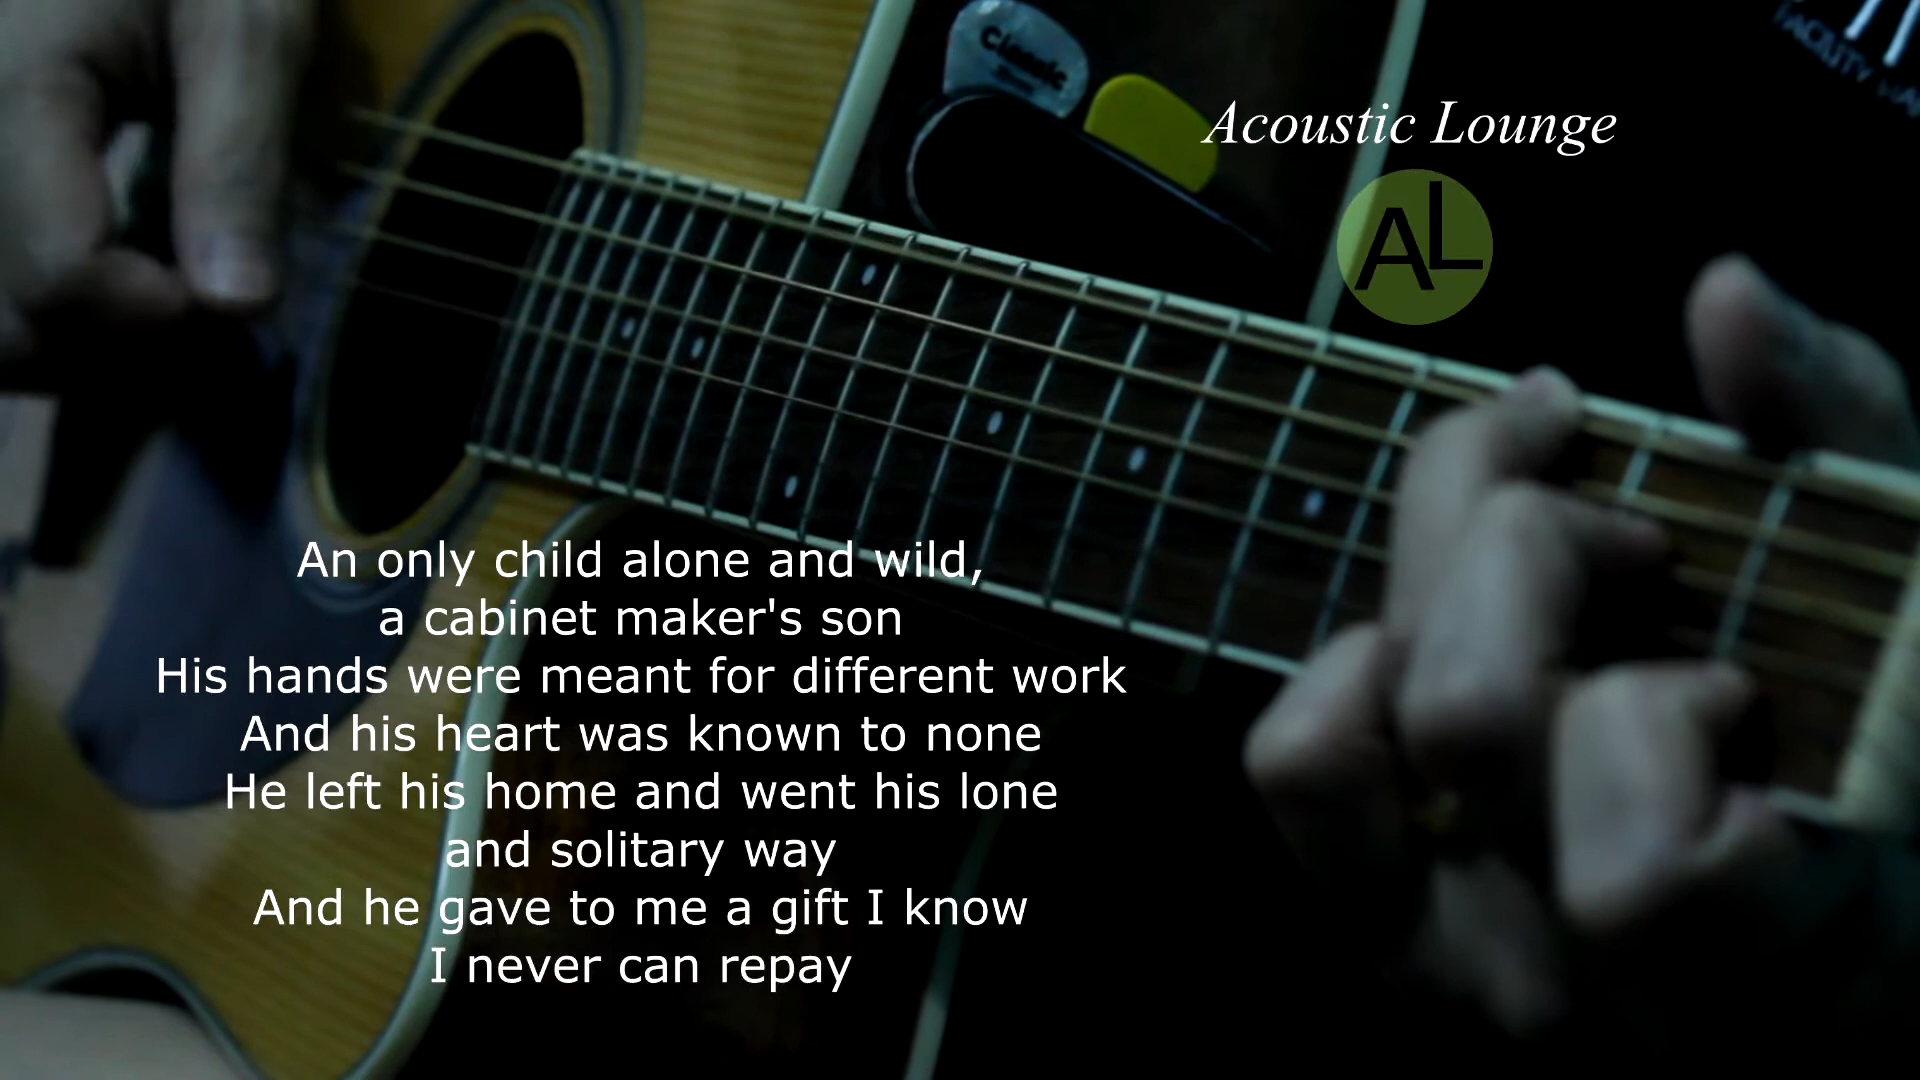 classic
FACILITY
Acoustic Lounge
AL
An only child alone and wild,
a cabinet maker's son
His hands were meant for different work
And his heart was known to none
He left his home and went his lone
and solitary way
And he gave to me a gift I know
I never can repay